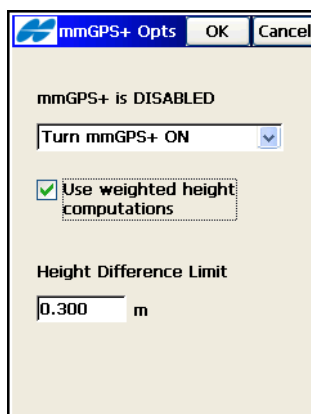 mmGPS+ Opts OK Cancel
mmGPS+ is DISABLED
Turn mmGPS+ ON
Use weighted height
computations
Height Difference Limit
0.300 m